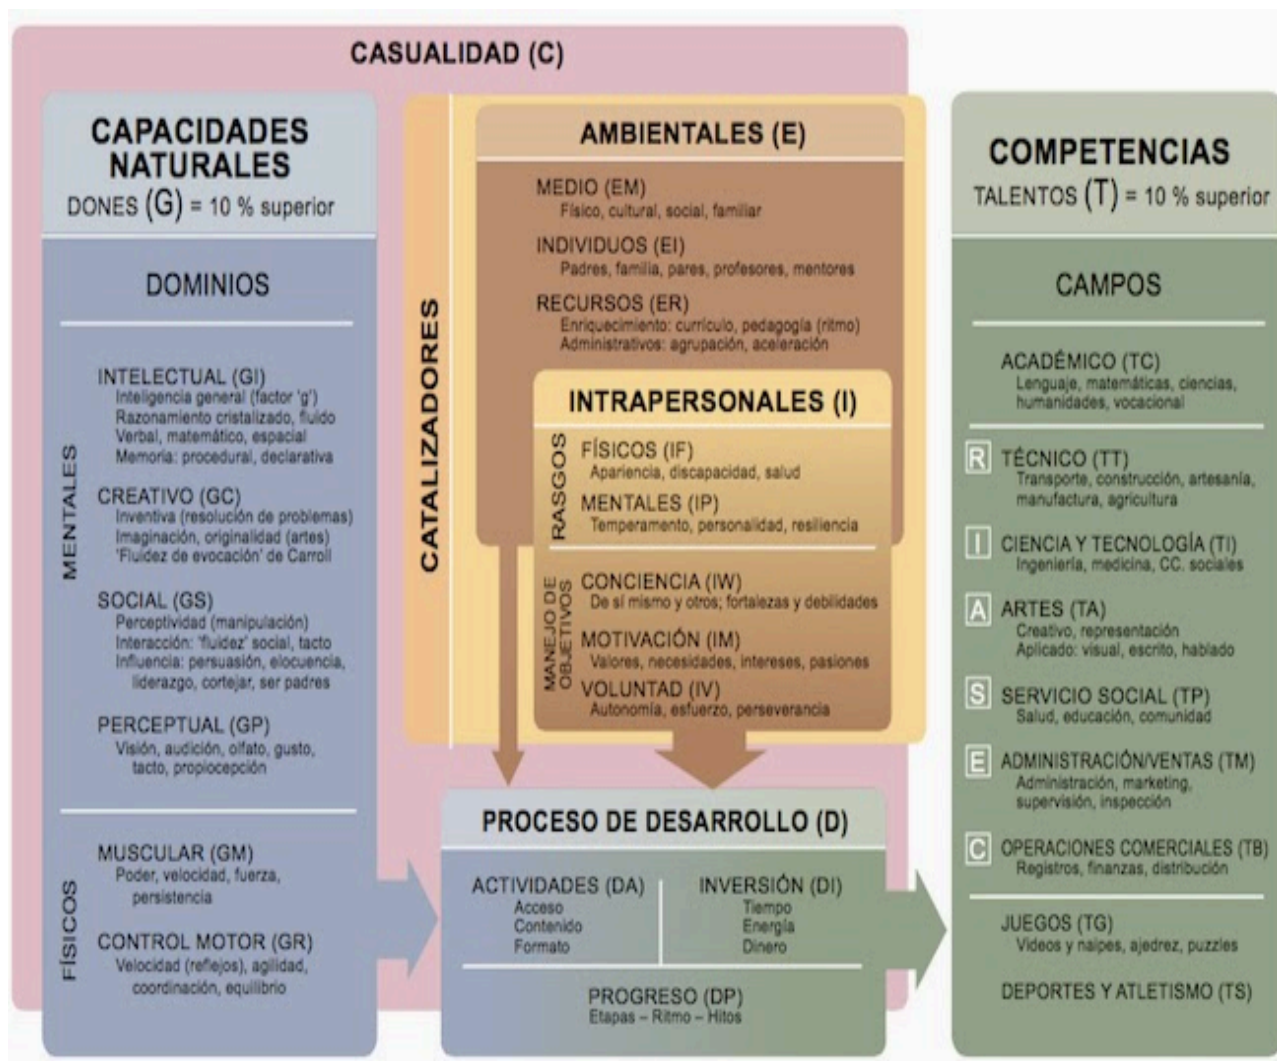 CASUALIDAD (C)
CAPACIDADES
NATURALES
DONES (G) = 10 % superior
DOMINIOS
MENTALES
INTELECTUAL (GI)
Inteligencia general (factor 'g')
Razonamiento cristalizado, fluido
Verbal, matemático, espacial
Memoria: procedural, declarativa
CREATIVO (GC)
Inventiva (resolución de problemas)
Imaginación, originalidad (artes)
'Fluidez de evocación' de Carroll
SOCIAL (GS)
Perceptividad (manipulación)
Interacción: 'fluidez' social, tacto
Influencia: persuasión, elocuencia,
liderazgo, cortejar, ser padres
PERCEPTUAL (GP)
Visión, audición, olfato, gusto,
tacto, propiocepción
FÍSICOS
MUSCULAR (GM)
Poder, velocidad, fuerza,
persistencia
CONTROL MOTOR (GR)
Velocidad (reflejos), agilidad,
coordinación, equilibrio
CATALIZADORES
AMBIENTALES (E)
MEDIO (EM)
Físico, cultural, social, familiar
INDIVIDUOS (EI)
Padres, familia, pares, profesores, mentores
RECURSOS (ER)
Enriquecimiento: currículo, pedagogía (ritmo)
Administrativos: agrupación, aceleración
INTRAPERSONALES (I)
RASGOS
FÍSICOS (IF)
Apariencia, discapacidad, salud
MENTALES (IP)
Temperamento, personalidad, resiliencia
MANEJO DE
OBJETIVOS
CONCIENCIA (IW)
De sí mismo y otros; fortalezas y debilidades
MOTIVACIÓN (IM)
Valores, necesidades, intereses, pasiones
VOLUNTAD (IV)
Autonomía, esfuerzo, perseverancia
PROCESO DE DESARROLLO (D)
ACTIVIDADES (DA)
Acceso
Contenido
Formato
INVERSIÓN (DI)
Tiempo
Energía
Dinero
PROGRESO (DP)
Etapas – Ritmo – Hitos
COMPETENCIAS
TALENTOS (T) = 10 % superior
CAMPOS
ACADÉMICO (TC)
Lenguaje, matemáticas, ciencias,
humanidades, vocacional
R TÉCNICO (TT)
Transporte, construcción, artesanía,
manufactura, agricultura
I CIENCIA Y TECNOLOGÍA (TI)
Ingeniería, medicina, CC. sociales
A ARTES (TA)
Creativo, representación
Aplicado: visual, escrito, hablado
S SERVICIO SOCIAL (TP)
Salud, educación, comunidad
E ADMINISTRACIÓN/VENTAS (TM)
Administración, marketing,
supervisión, inspección
C OPERACIONES COMERCIALES (TB)
Registros, finanzas, distribución
JUEGOS (TG)
Videos y naipes, ajedrez, puzzles
DEPORTES Y ATLETISMO (TS)